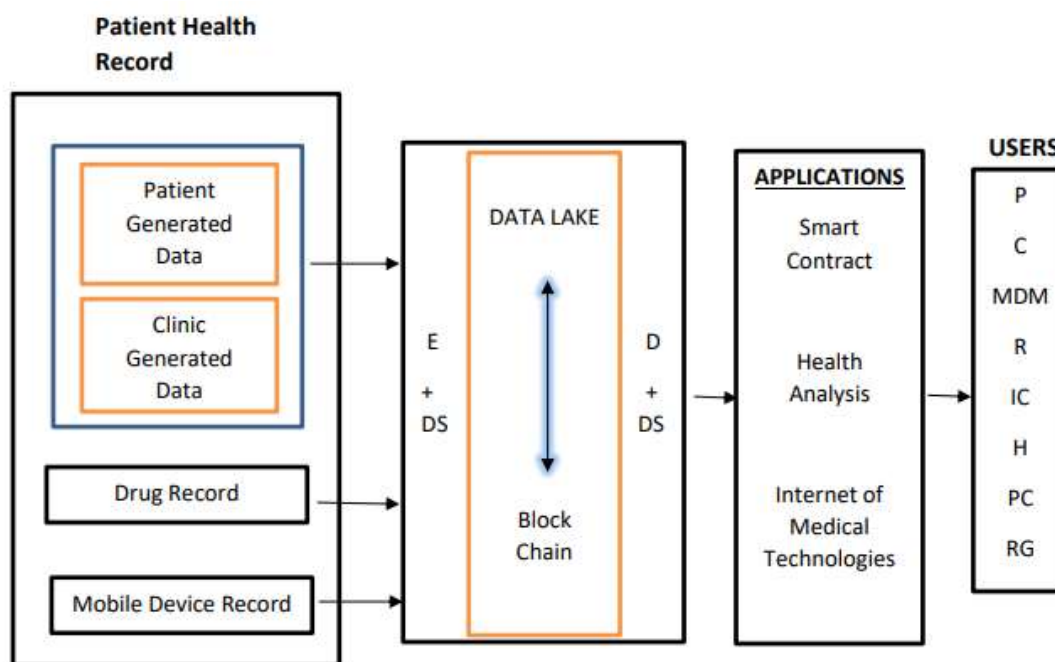 Patient Health
Record
Patient
Generated
Data
Clinic
Generated
Data
Drug Record
Mobile Device Record
E
+
DS
DATA LAKE
Block
Chain
D
+
DS
APPLICATIONS
Smart
Contract
Health
Analysis
Internet of
Medical
Technologies
USERS
P
C
MDM
R
IC
H
PC
RG